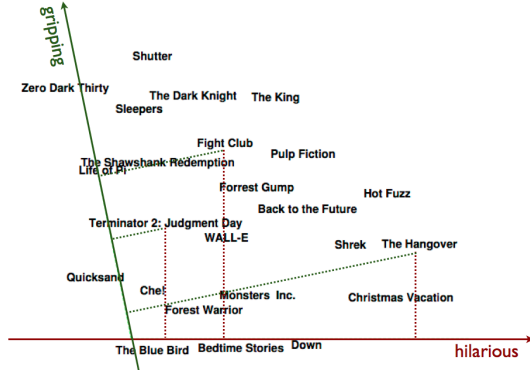 gripping
Shutter
Zero Dark Thirty
The Dark Knight
The King
Sleepers
Fight Club
Pulp Fiction
The Shawshank Redemption
Life of Pi
Forrest Gump
Hot Fuzz
Back to the Future
Terminator 2: Judgment Day
WALL-E
Shrek
The Hangover
Quicksand
Chef
Monsters Inc.
Christmas Vacation
Forest Warrior
The Blue Bird
Bedtime Stories
Down
hilarious